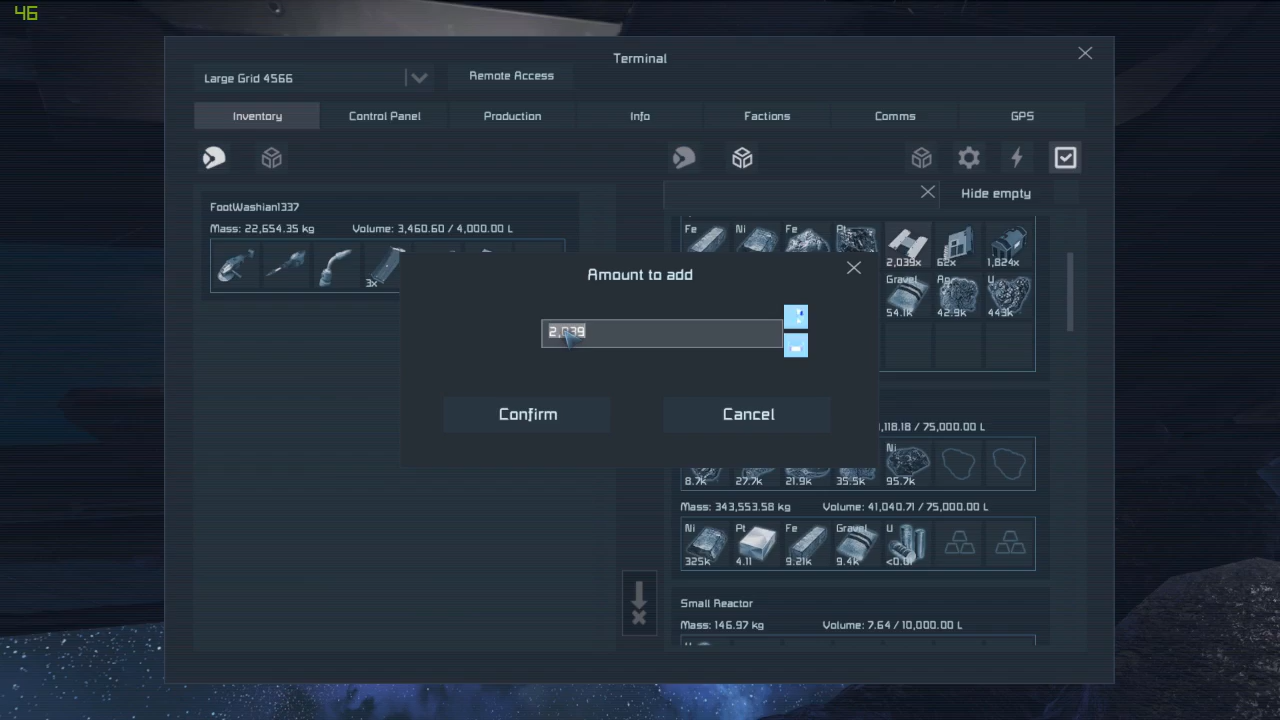 46
Terminal
Large Grid 4566
Remote Access
Inventory
Control Panel
Production
Info
Factions
Comms
GPS
Hide empty
FootWashian1337
Mass: 22,654.35 kg Volume: 3,460.60 / 4,000.00 L
3x
Fe Ni Fe Pt
2,039x 62x 1,824x
Gravel Ag U
54.1k 42.9k 443k
Amount to add
2,039
Confirm
Cancel
,118.18 / 75,000.00 L
Ni
8.7k 27.7k 21.9k 35.5k 95.7k
Mass: 343,553.58 kg Volume: 41,040.71 / 75,000.00 L
Ni Pt Fe Gravel U
325k 4.11 9.21k 9.4k <0.01
Small Reactor
Mass: 146.97 kg Volume: 7.64 / 10,000.00 L